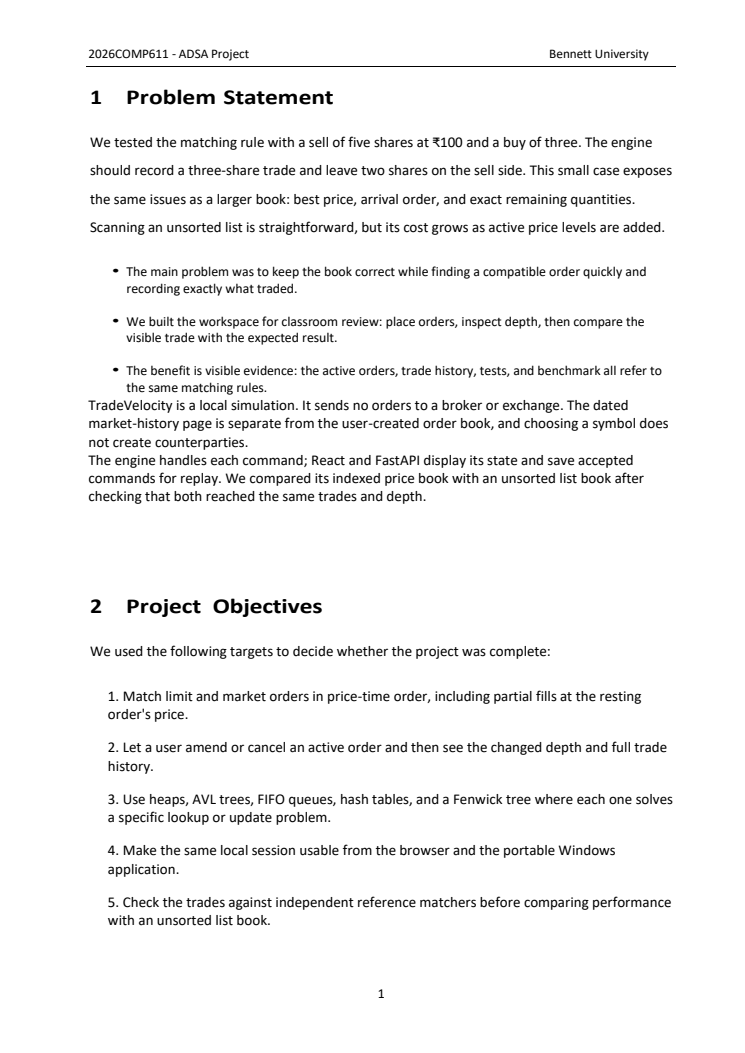 2026COMP611 - ADSA Project Bennett University
1 Problem Statement
We tested the matching rule with a sell of five shares at ₹100 and a buy of three. The engine
should record a three-share trade and leave two shares on the sell side. This small case exposes
the same issues as a larger book: best price, arrival order, and exact remaining quantities.
Scanning an unsorted list is straightforward, but its cost grows as active price levels are added.
• The main problem was to keep the book correct while finding a compatible order quickly and
recording exactly what traded.
• We built the workspace for classroom review: place orders, inspect depth, then compare the
visible trade with the expected result.
• The benefit is visible evidence: the active orders, trade history, tests, and benchmark all refer to
the same matching rules.
TradeVelocity is a local simulation. It sends no orders to a broker or exchange. The dated
market-history page is separate from the user-created order book, and choosing a symbol does
not create counterparties.
The engine handles each command; React and FastAPI display its state and save accepted
commands for replay. We compared its indexed price book with an unsorted list book after
checking that both reached the same trades and depth.
2 Project Objectives
We used the following targets to decide whether the project was complete:
1. Match limit and market orders in price-time order, including partial fills at the resting
order's price.
2. Let a user amend or cancel an active order and then see the changed depth and full trade
history.
3. Use heaps, AVL trees, FIFO queues, hash tables, and a Fenwick tree where each one solves
a specific lookup or update problem.
4. Make the same local session usable from the browser and the portable Windows
application.
5. Check the trades against independent reference matchers before comparing performance
with an unsorted list book.
1